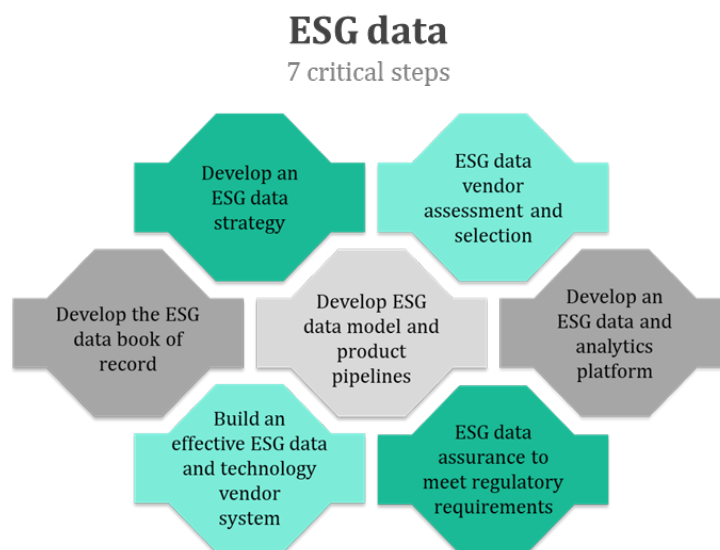 ESG data
7 critical steps
Develop an
ESG data
strategy
ESG data
vendor
assessment and
selection
Develop the ESG
data book of
record
Develop ESG
data model and
product
pipelines
Develop an
ESG data and
analytics
platform
Build an
effective ESG data
and technology
vendor
system
ESG data
assurance to
meet regulatory
requirements